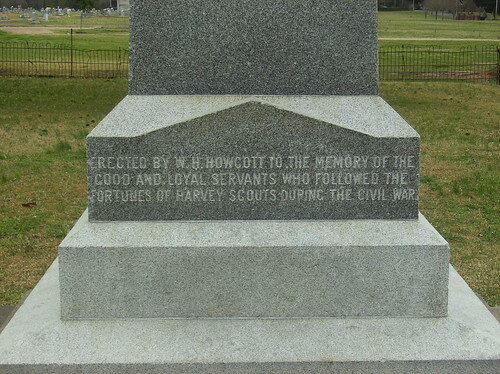 ERECTED BY W. H. HOWCOTT TO THE MEMORY OF THE
GOOD AND LOYAL SERVANTS WHO FOLLOWED THE
FORTUNES OF HARVEY SCOUTS DURING THE CIVIL WAR